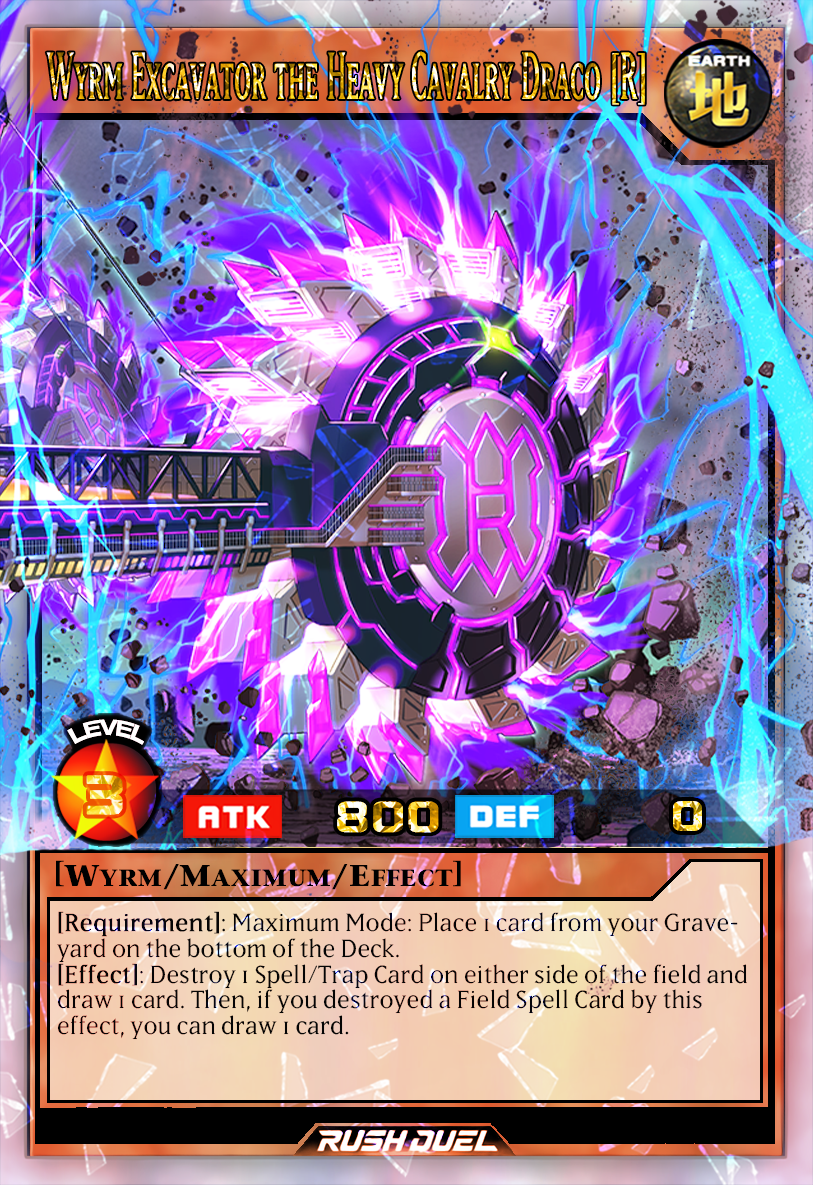 WYRM EXCAVATOR THE HEAVY CAVALRY DRACO [R]
EARTH
地
R
LEVEL
8
ATK 800 DEF 0
[WYRM/MAXIMUM/EFFECT]
[Requirement]: Maximum Mode: Place 1 card from your Grave-
yard on the bottom of the Deck.
[Effect]: Destroy 1 Spell/Trap Card on either side of the field and
draw 1 card. Then, if you destroyed a Field Spell Card by this
effect, you can draw 1 card.
RUSH DUEL